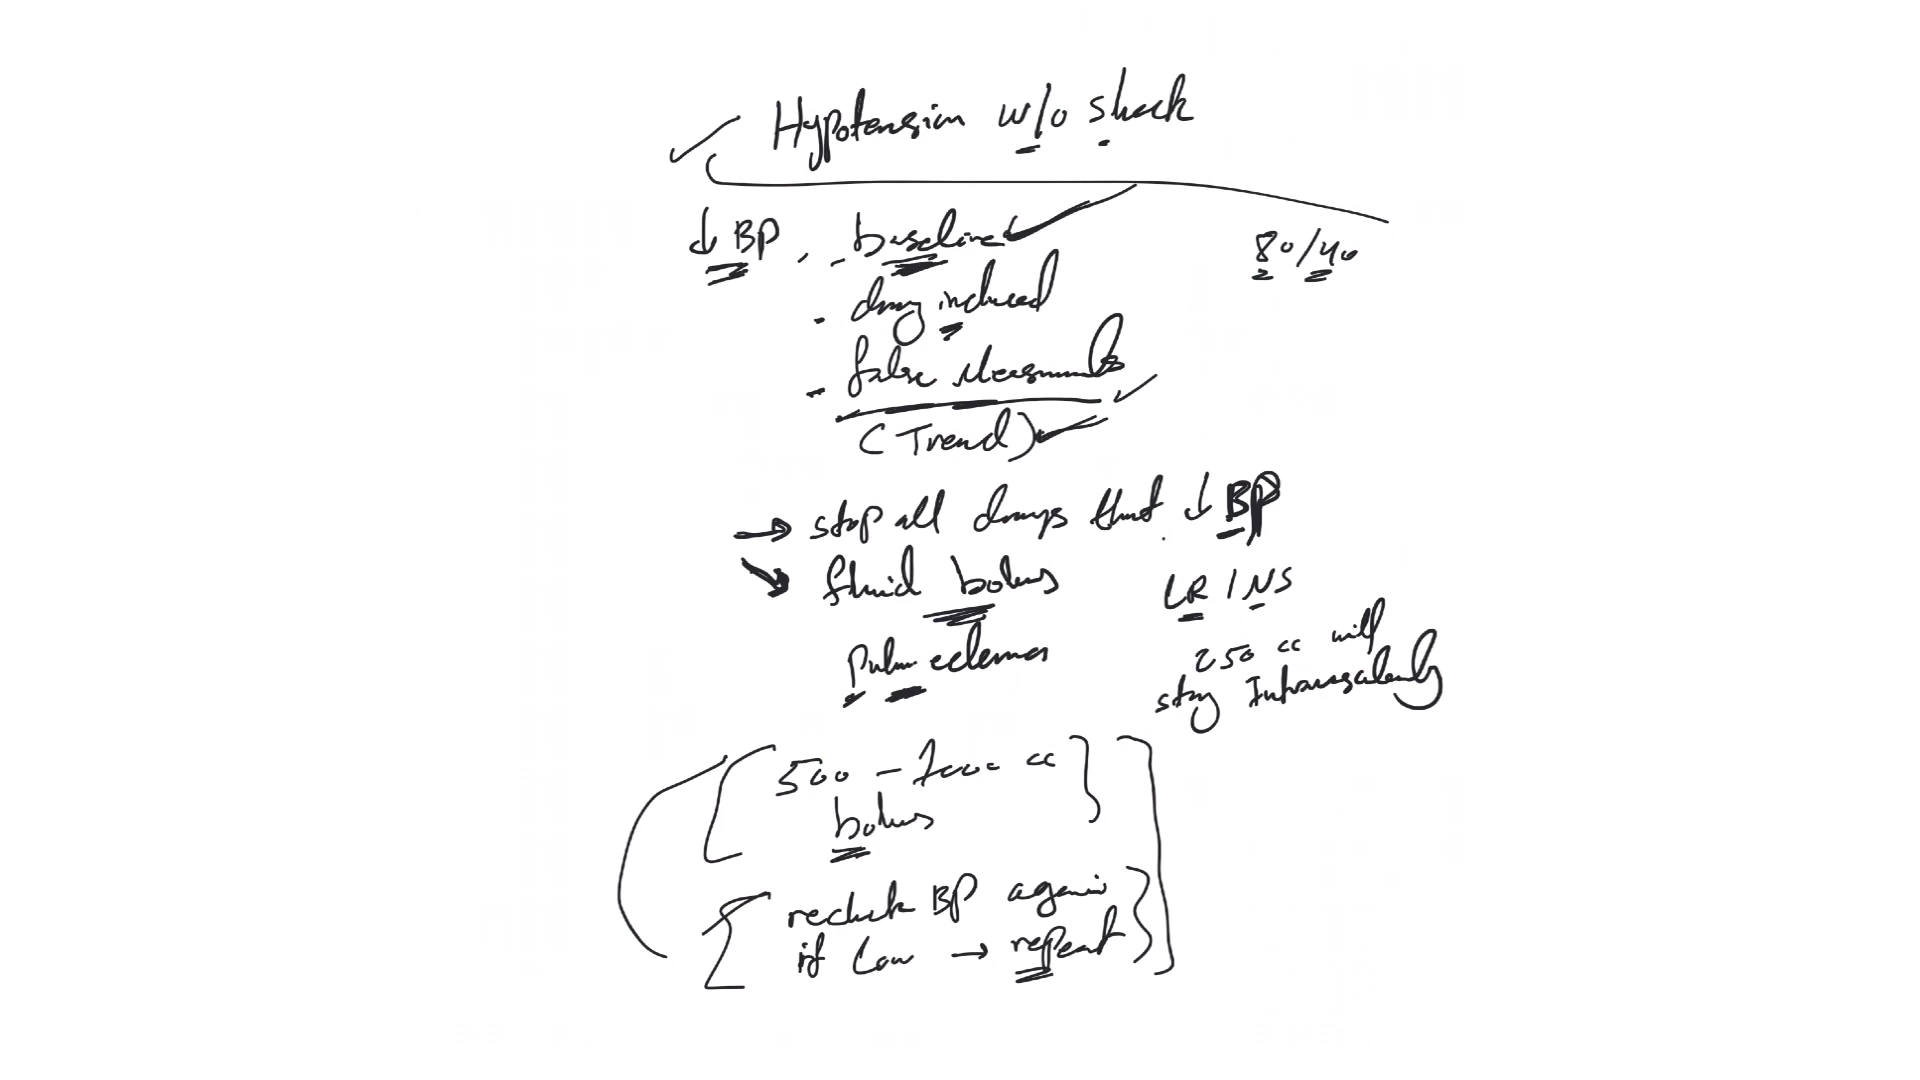 Hypotension w/o shock
↓ BP , - baseline 80/40
- drug induced
- false Measurments
(Trend)
→ stop all drugs that ↓ BP
→ fluid bolus LR / NS
pulm edema 250 cc will
stay Intravascularly
500 - 1000 cc
bolus
recheck BP again
if low → repeat